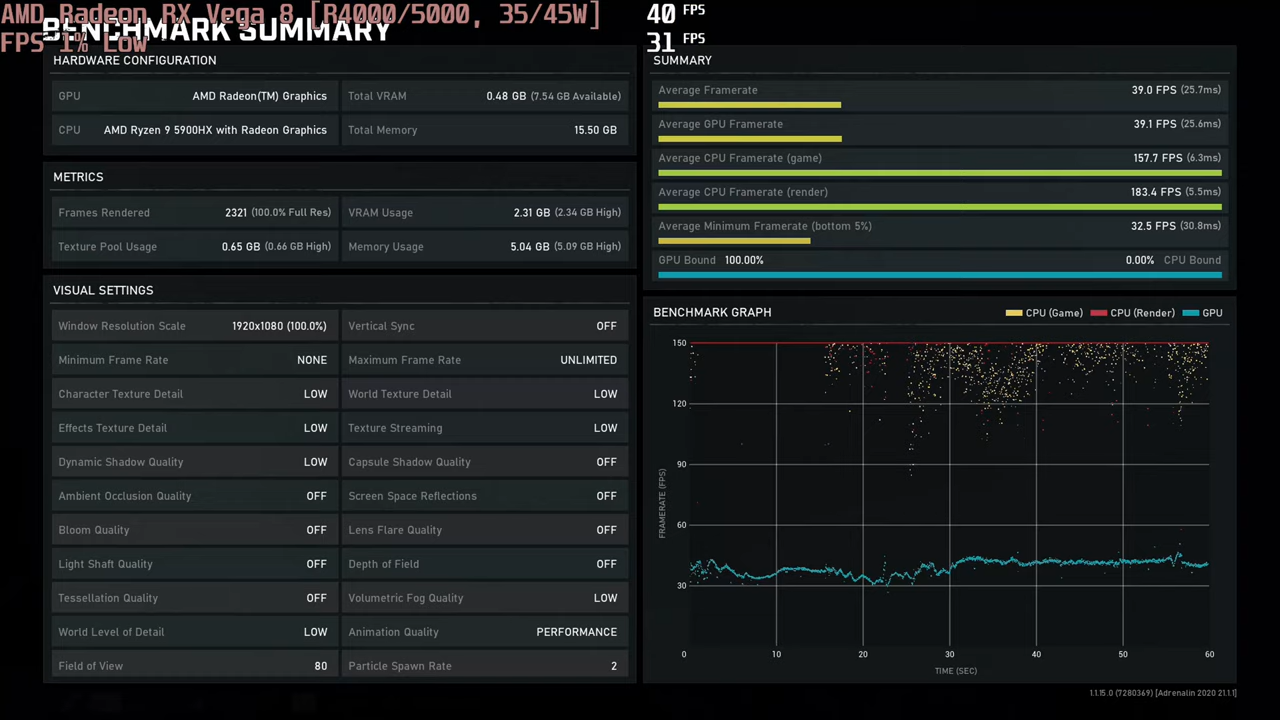 AMD Radeon RX Vega 8 [R4000/5000, 35/45W] 40 FPS
BENCHMARK SUMMARY
FPS 1% Low 31 FPS
HARDWARE CONFIGURATION
GPU AMD Radeon(TM) Graphics Total VRAM 0.48 GB (7.54 GB Available)
CPU AMD Ryzen 9 5900HX with Radeon Graphics Total Memory 15.50 GB
METRICS
Frames Rendered 2321 (100.0% Full Res) VRAM Usage 2.31 GB (2.34 GB High)
Texture Pool Usage 0.65 GB (0.66 GB High) Memory Usage 5.04 GB (5.09 GB High)
VISUAL SETTINGS
Window Resolution Scale 1920x1080 (100.0%) Vertical Sync OFF
Minimum Frame Rate NONE Maximum Frame Rate UNLIMITED
Character Texture Detail LOW World Texture Detail LOW
Effects Texture Detail LOW Texture Streaming LOW
Dynamic Shadow Quality LOW Capsule Shadow Quality OFF
Ambient Occlusion Quality OFF Screen Space Reflections OFF
Bloom Quality OFF Lens Flare Quality OFF
Light Shaft Quality OFF Depth of Field OFF
Tessellation Quality OFF Volumetric Fog Quality LOW
World Level of Detail LOW Animation Quality PERFORMANCE
Field of View 80 Particle Spawn Rate 2
SUMMARY
Average Framerate 39.0 FPS (25.7ms)
Average GPU Framerate 39.1 FPS (25.6ms)
Average CPU Framerate (game) 157.7 FPS (6.3ms)
Average CPU Framerate (render) 183.4 FPS (5.5ms)
Average Minimum Framerate (bottom 5%) 32.5 FPS (30.8ms)
GPU Bound 100.00% 0.00% CPU Bound
BENCHMARK GRAPH CPU (Game) CPU (Render) GPU
150
120
90
60
30
FRAMERATE (FPS)
0 10 20 30 40 50 60
TIME (SEC)
1.1.15.0 (7280369) [Adrenalin 2020 21.1.1]